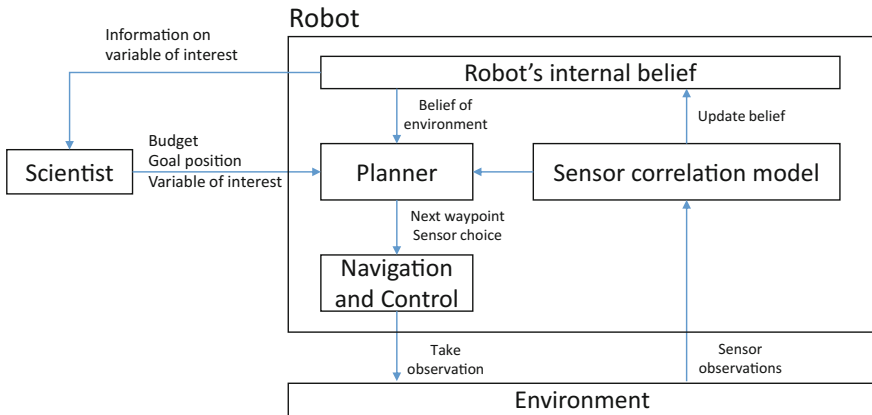 Robot
Information on
variable of interest
Robot's internal belief
Belief of
environment
Update belief
Budget
Goal position
Variable of interest
Scientist
Planner
Sensor correlation model
Next waypoint
Sensor choice
Navigation
and Control
Take
observation
Sensor
observations
Environment